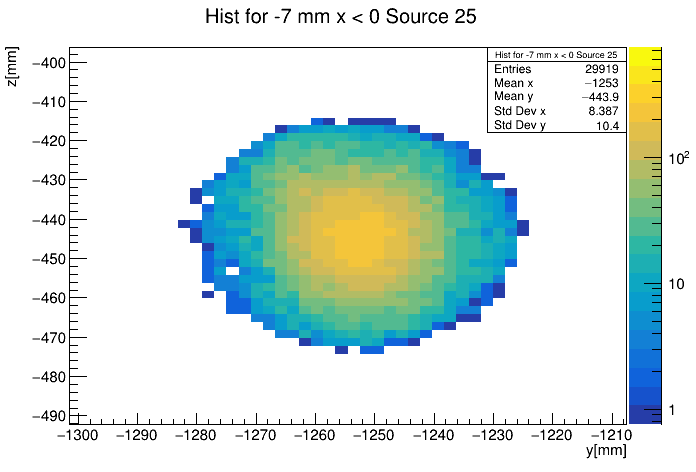 Hist for -7 mm x < 0 Source 25
z[mm]
Hist for -7 mm x < 0 Source 25
Entries 29919
Mean x −1253
Mean y −443.9
Std Dev x 8.387
Std Dev y 10.4
−400
−410
−420
−430
−440
−450
−460
−470
−480
−490
10²
10
1
−1300 −1290 −1280 −1270 −1260 −1250 −1240 −1230 −1220 −1210
y[mm]